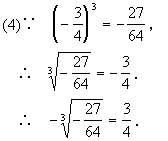 (4)∵ (-3/4)^3 = -27/64,
∴ ∛(-27/64) = -3/4.
∴ -∛(-27/64) = 3/4.